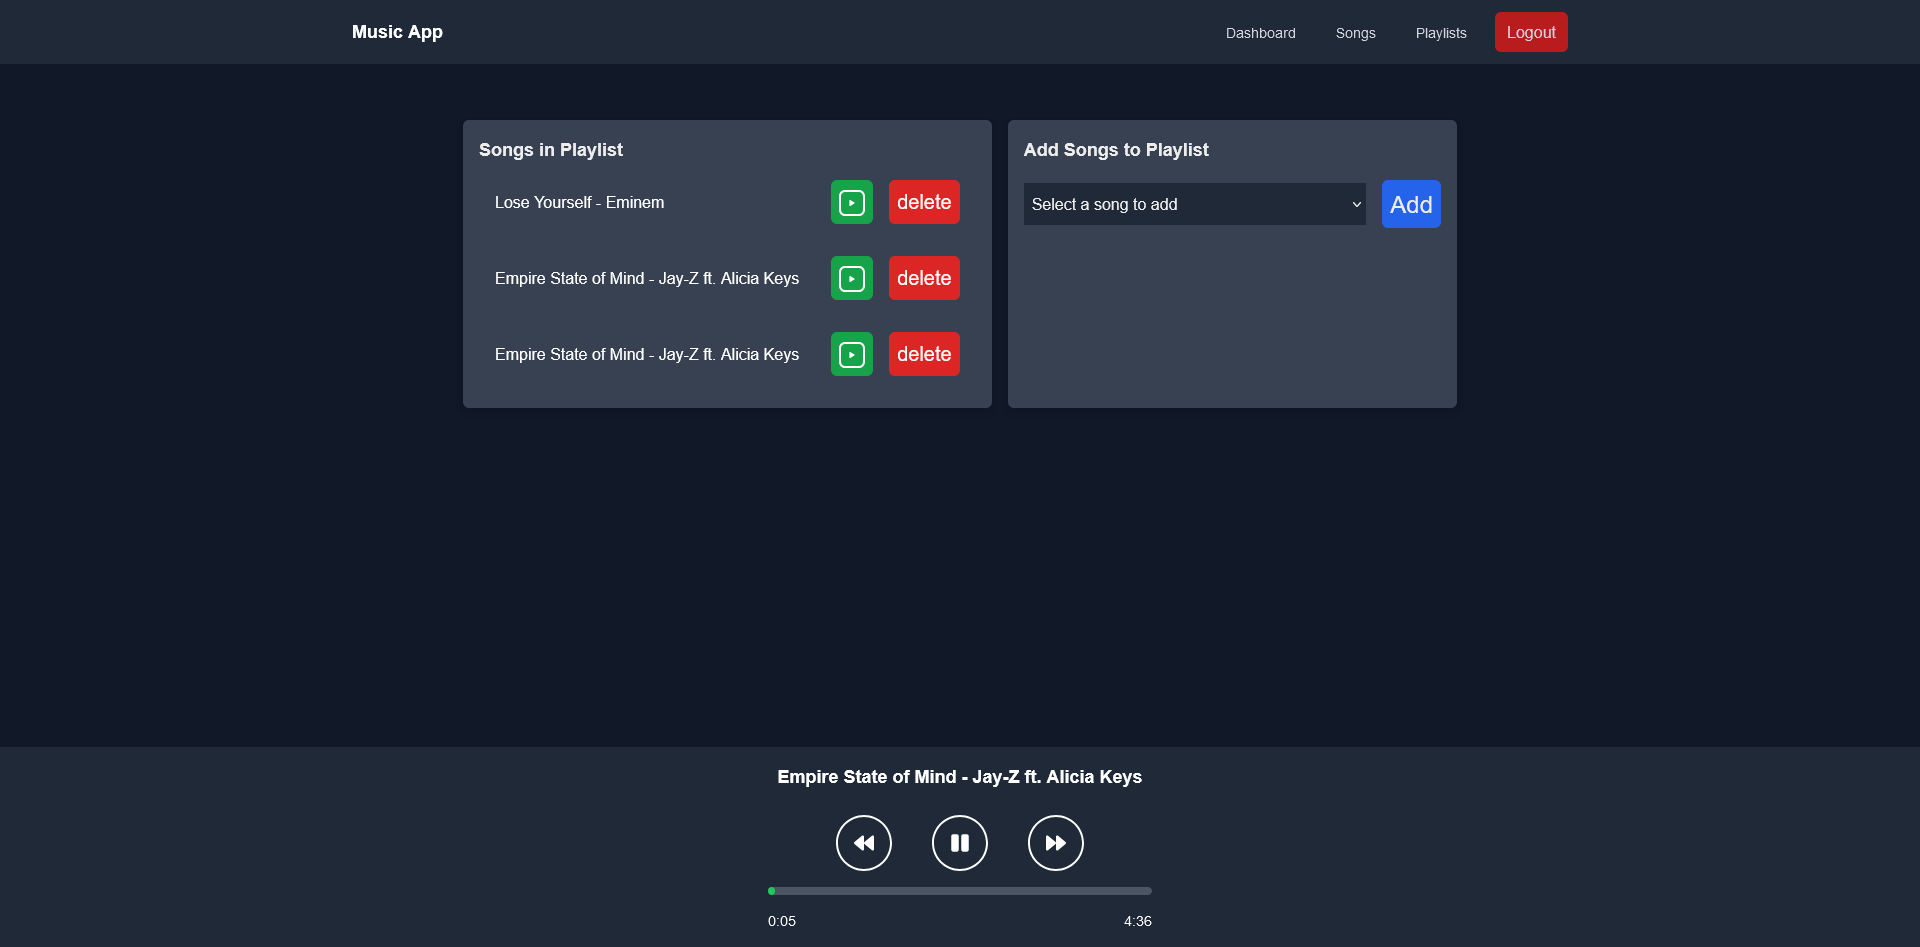 Music App
Dashboard
Songs
Playlists
Logout
Songs in Playlist
Lose Yourself - Eminem
delete
Empire State of Mind - Jay-Z ft. Alicia Keys
delete
Empire State of Mind - Jay-Z ft. Alicia Keys
delete
Add Songs to Playlist
Select a song to add
Add
Empire State of Mind - Jay-Z ft. Alicia Keys
0:05
4:36